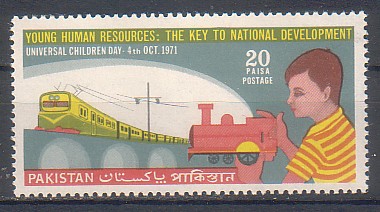 YOUNG HUMAN RESOURCES: THE KEY TO NATIONAL DEVELOPMENT
UNIVERSAL CHILDREN DAY-4th OCT. 1971
20
PAISA
POSTAGE
PAKISTAN پاکستان পাকিস্তান